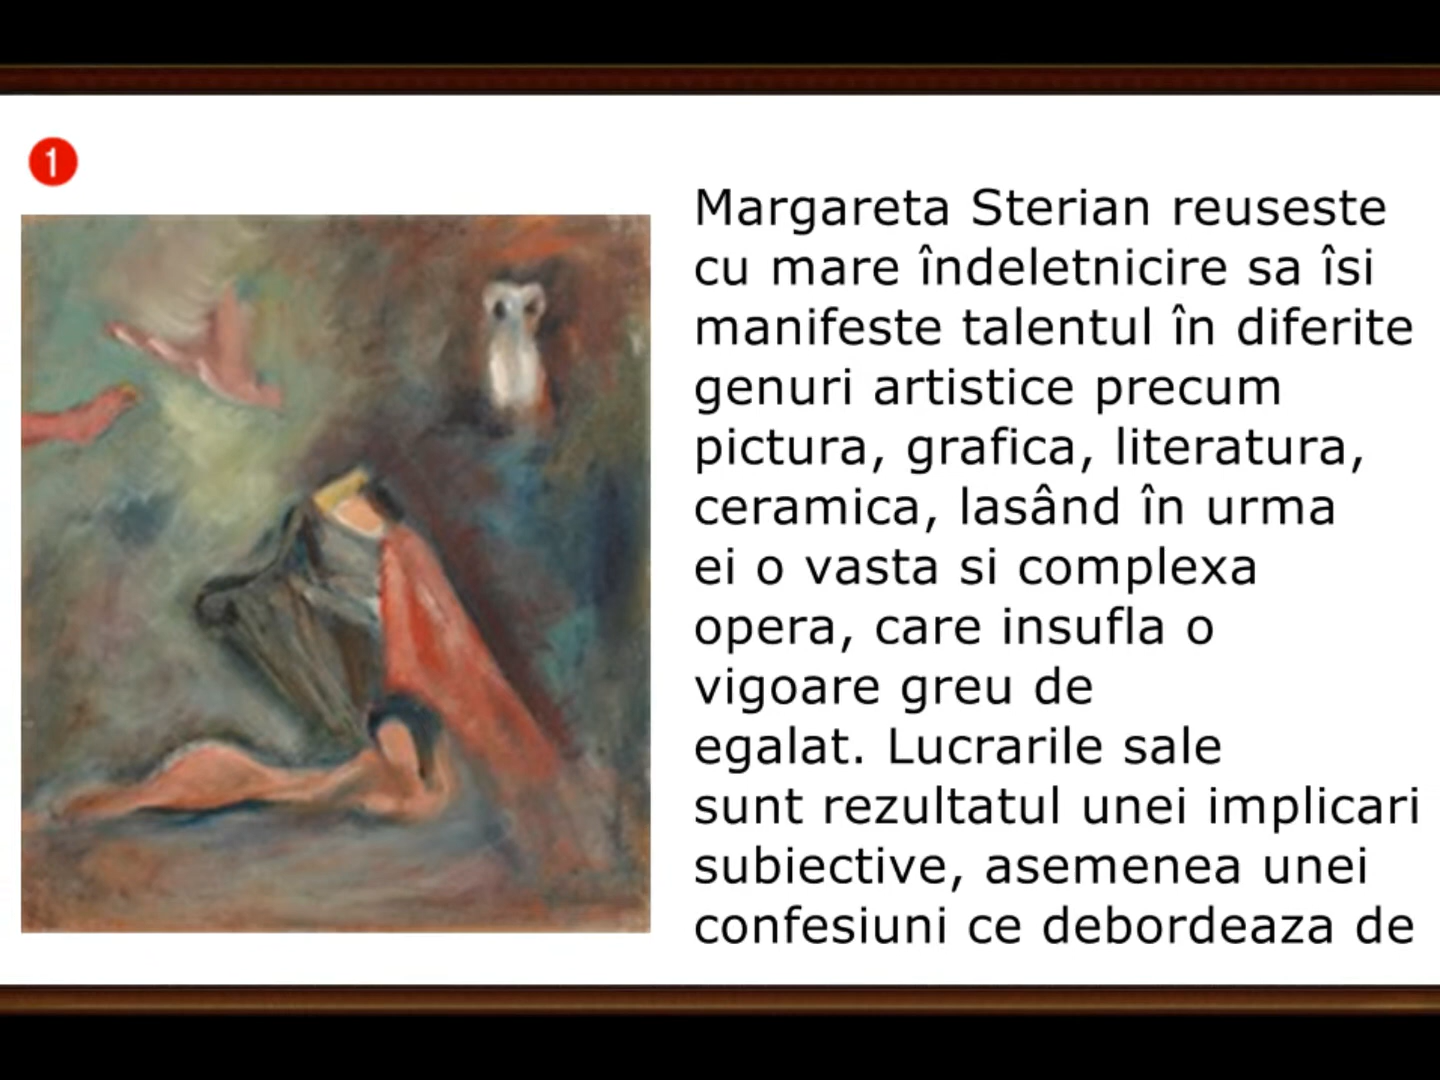 1
Margareta Sterian reuseste
cu mare îndeletnicire sa îsi
manifeste talentul în diferite
genuri artistice precum
pictura, grafica, literatura,
ceramica, lasând în urma
ei o vasta si complexa
opera, care insufla o
vigoare greu de
egalat. Lucrarile sale
sunt rezultatul unei implicari
subiective, asemenea unei
confesiuni ce debordeaza de